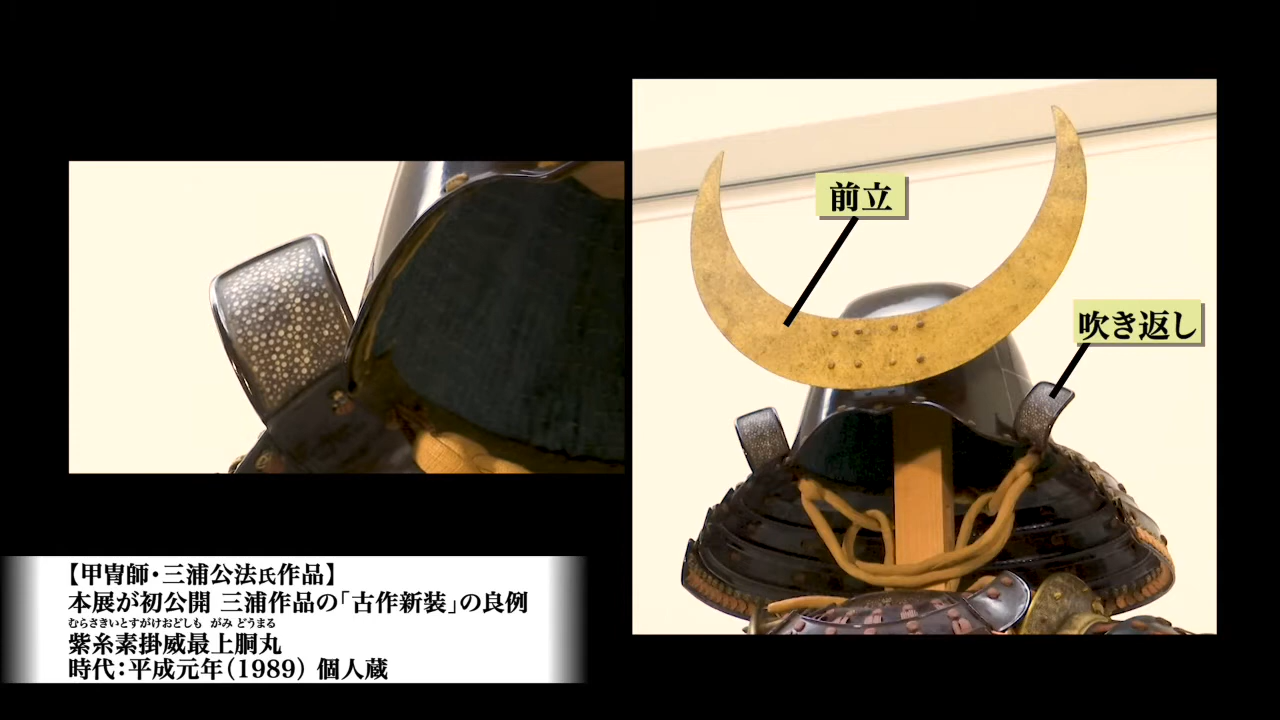 前立
吹き返し
【甲冑師・三浦公法氏作品】
本展が初公開 三浦作品の「古作新装」の良例
むらさきいとすがけおどしも がみ どうまる
紫糸素掛威最上胴丸
時代：平成元年（1989） 個人蔵